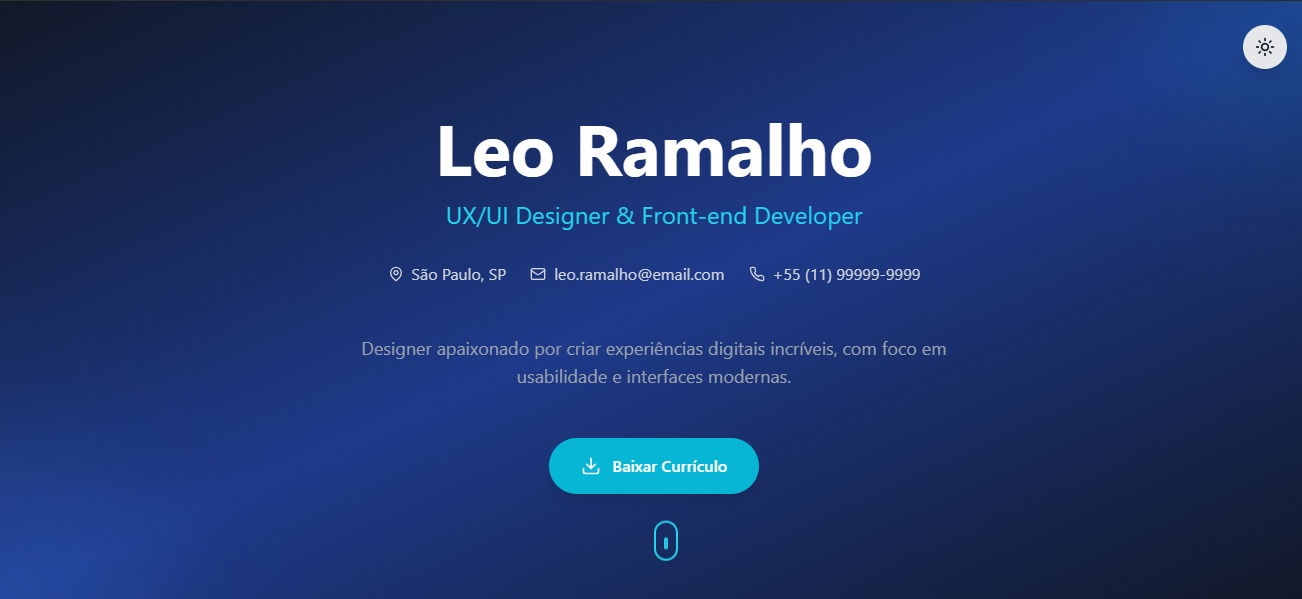 Leo Ramalho
UX/UI Designer & Front-end Developer
São Paulo, SP leo.ramalho@email.com +55 (11) 99999-9999
Designer apaixonado por criar experiências digitais incríveis, com foco em
usabilidade e interfaces modernas.
Baixar Currículo